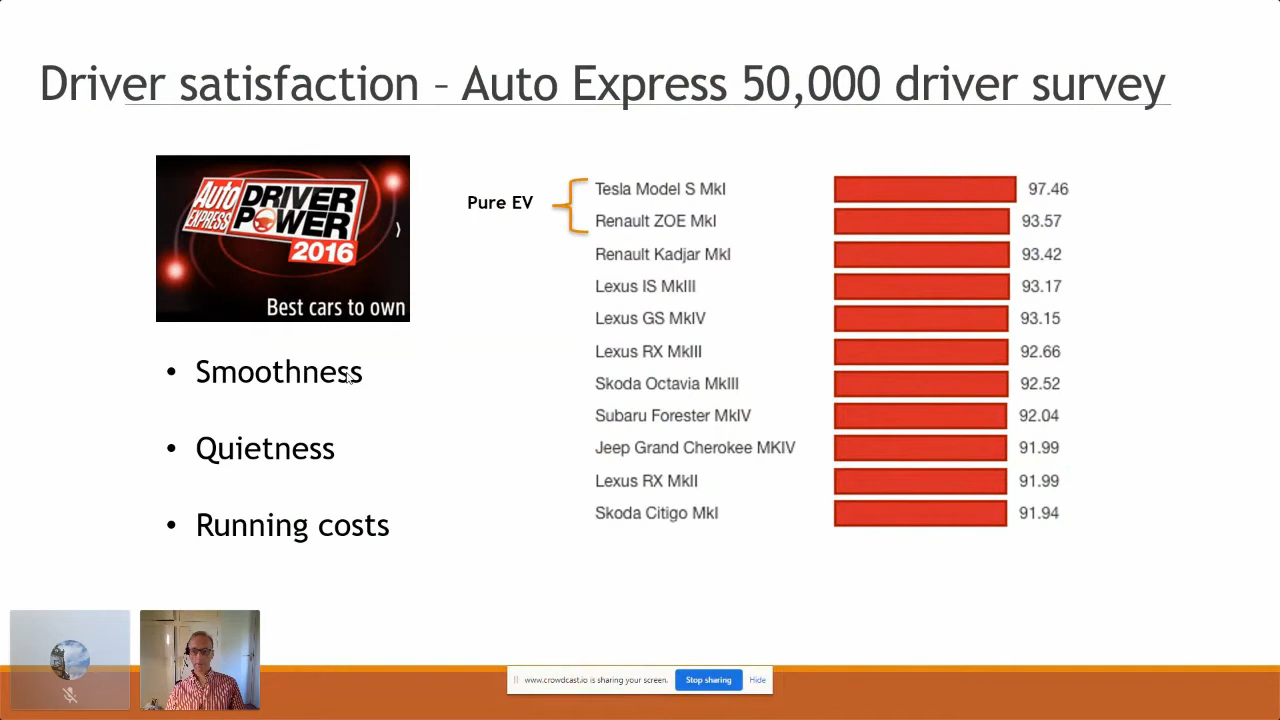 Driver satisfaction – Auto Express 50,000 driver survey
Auto
EXPRESS
DRIVER
POWER
2016
Best cars to own
• Smoothness
• Quietness
• Running costs
Pure EV
Tesla Model S MkI 97.46
Renault ZOE MkI 93.57
Renault Kadjar MkI 93.42
Lexus IS MkIII 93.17
Lexus GS MkIV 93.15
Lexus RX MkIII 92.66
Skoda Octavia MkIII 92.52
Subaru Forester MkIV 92.04
Jeep Grand Cherokee MKIV 91.99
Lexus RX MkII 91.99
Skoda Citigo MkI 91.94
www.crowdcast.io is sharing your screen. Stop sharing Hide